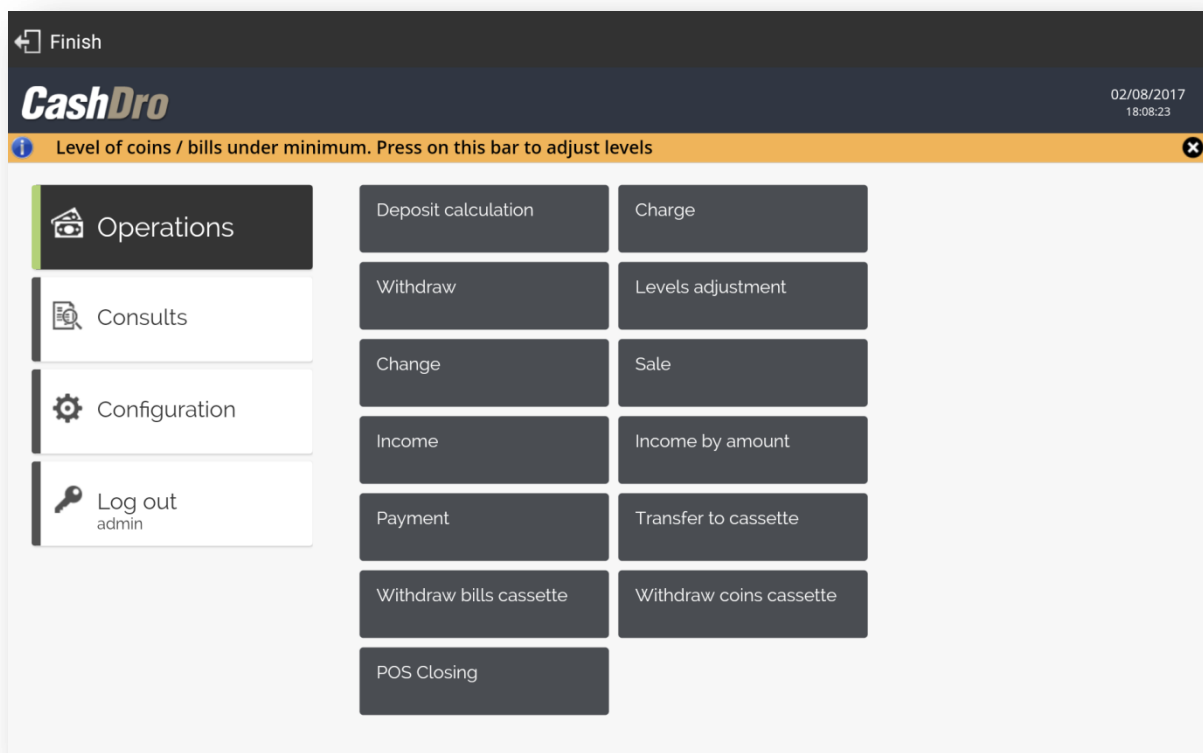 Finish
CashDro
02/08/2017
18:08:23
Level of coins / bills under minimum. Press on this bar to adjust levels
Operations
Consults
Configuration
Log out
admin
Deposit calculation
Charge
Withdraw
Levels adjustment
Change
Sale
Income
Income by amount
Payment
Transfer to cassette
Withdraw bills cassette
Withdraw coins cassette
POS Closing